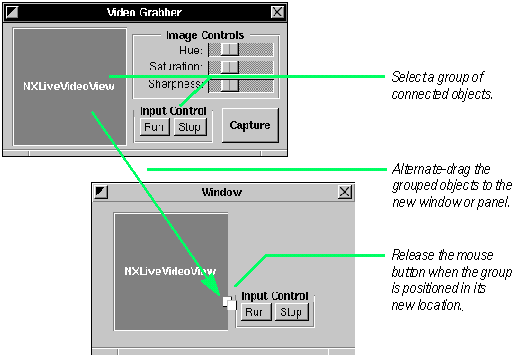 Video Grabber
Image Controls
Hue:
Saturation:
Sharpness:
NXLiveVideoView
Input Control
Run Stop
Capture
Select a group of
connected objects.
Alternate-drag the
grouped objects to the
new window or panel.
Window
NXLiveVideoView
Input Control
Run Stop
Release the mouse
button when the group
is positioned in its
new location.